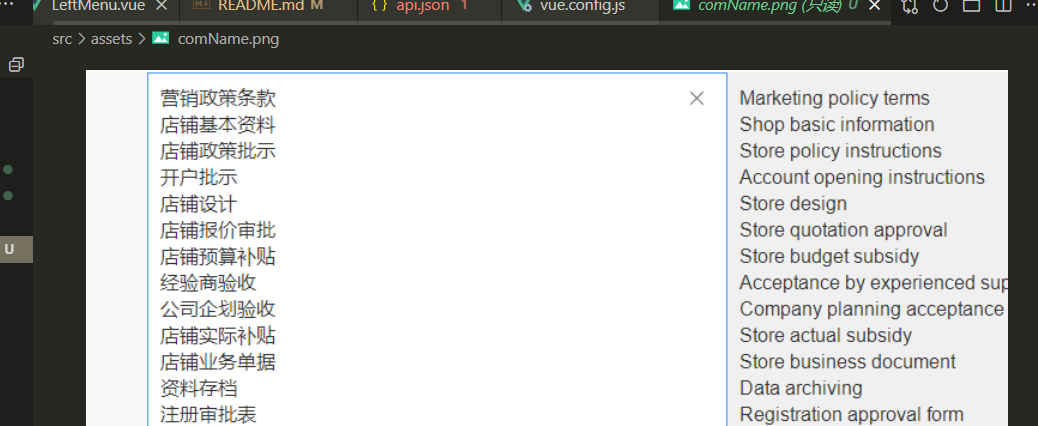 LeftMenu.vue README.md M api.json 1 vue.config.js comName.png (只读) U
src > assets > comName.png
营销政策条款 Marketing policy terms
店铺基本资料 Shop basic information
店铺政策批示 Store policy instructions
开户批示 Account opening instructions
店铺设计 Store design
店铺报价审批 Store quotation approval
U
店铺预算补贴 Store budget subsidy
经验商验收 Acceptance by experienced
公司企划验收 Company planning acceptance
店铺实际补贴 Store actual subsidy
店铺业务单据 Store business document
资料存档 Data archiving
注册审批表 Registration approval form